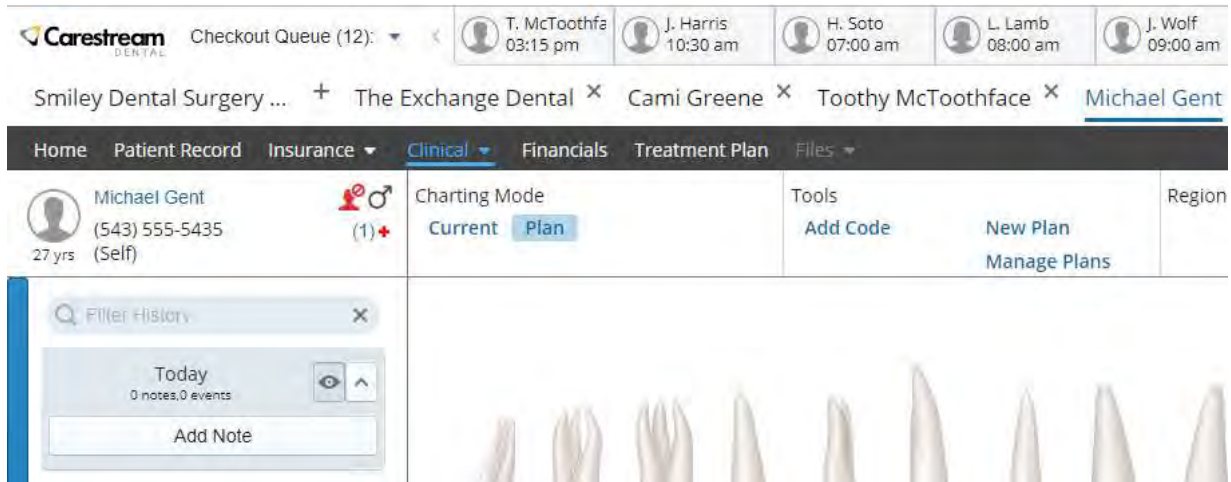 Carestream DENTAL Checkout Queue (12): T. McToothfa J. Harris H. Soto L. Lamb J. Wolf
03:15 pm 10:30 am 07:00 am 08:00 am 09:00 am
Smiley Dental Surgery ... + The Exchange Dental × Cami Greene × Toothy McToothface × Michael Gent
Home Patient Record Insurance Clinical Financials Treatment Plan Files
Michael Gent Charting Mode Tools Region
(543) 555-5435 (1) Current Plan Add Code New Plan
27 yrs (Self) Manage Plans
Filter History ×
Today
0 notes,0 events
Add Note